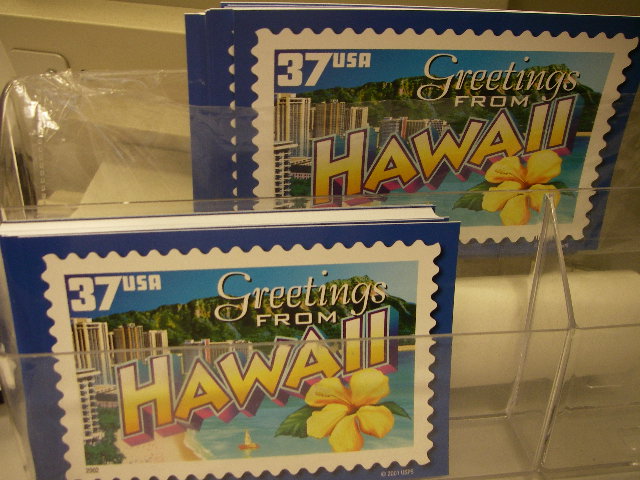 37USA
Greetings
FROM
HAWAII
37USA
Greetings
FROM
HAWAII
2002
© 2001 USPS